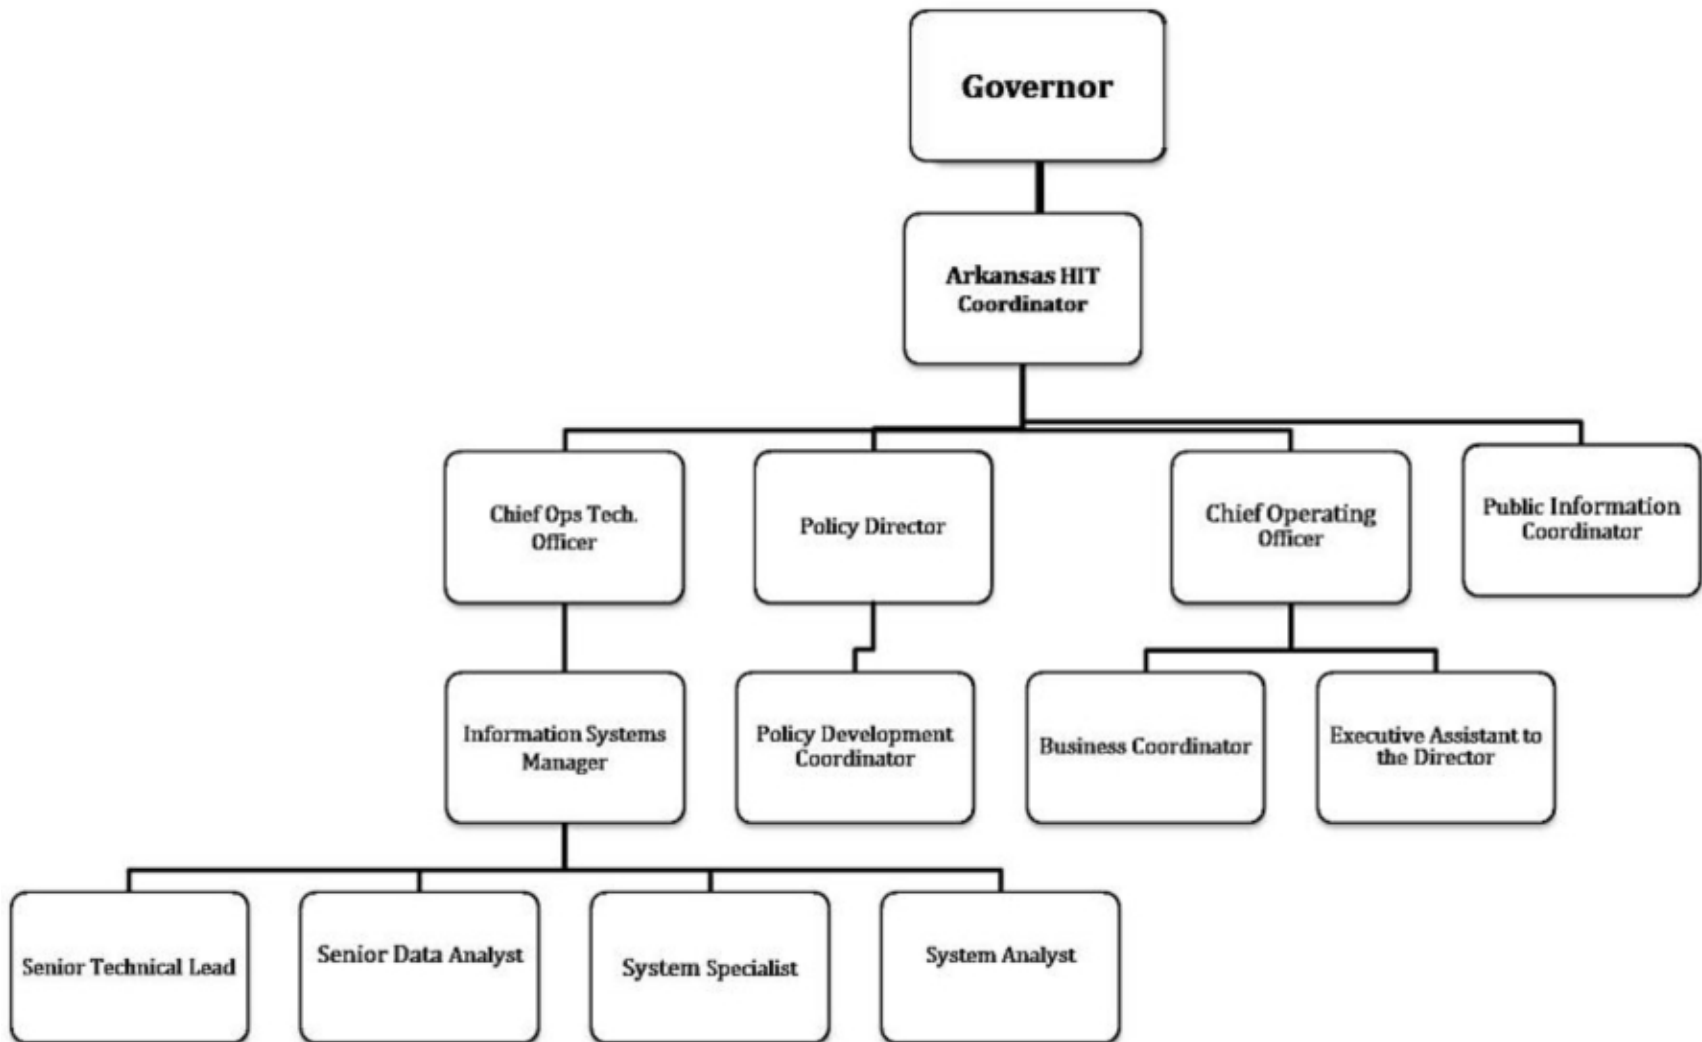 Governor
Arkansas HIT
Coordinator
Chief Ops Tech.
Officer
Policy Director
Chief Operating
Officer
Public Information
Coordinator
Information Systems
Manager
Policy Development
Coordinator
Business Coordinator
Executive Assistant to
the Director
Senior Technical Lead
Senior Data Analyst
System Specialist
System Analyst